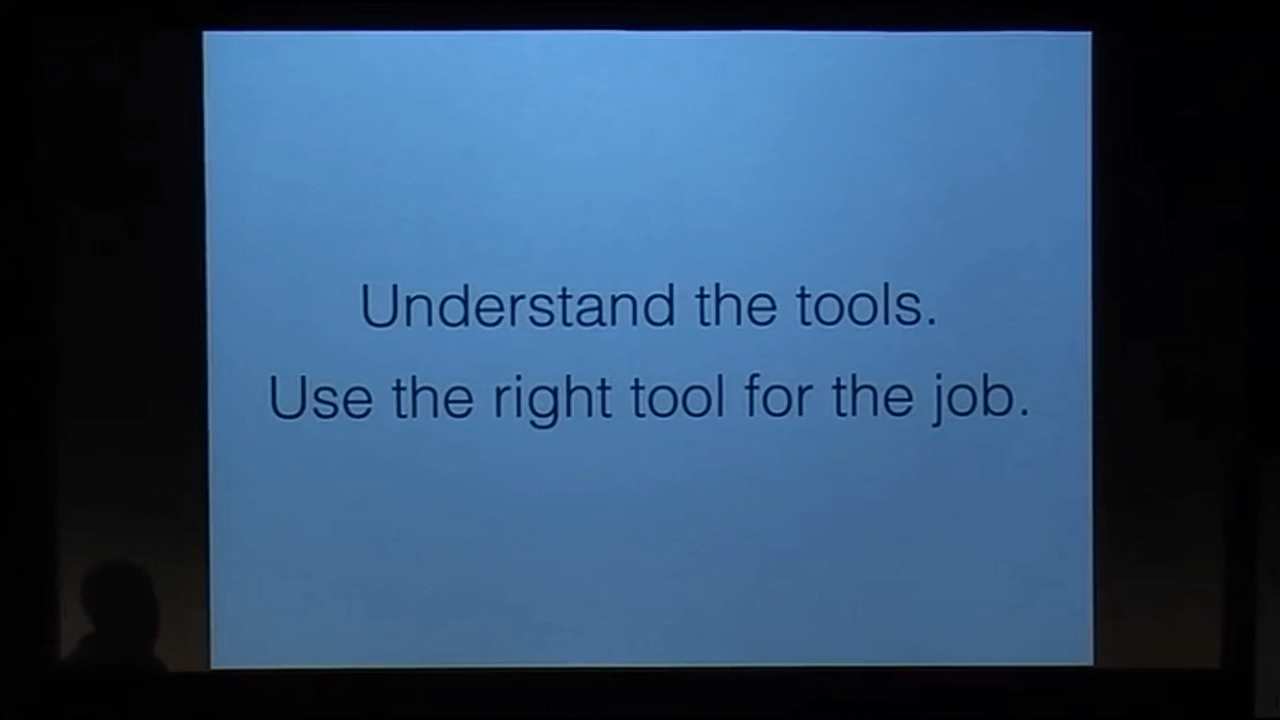 Understand the tools.
Use the right tool for the job.